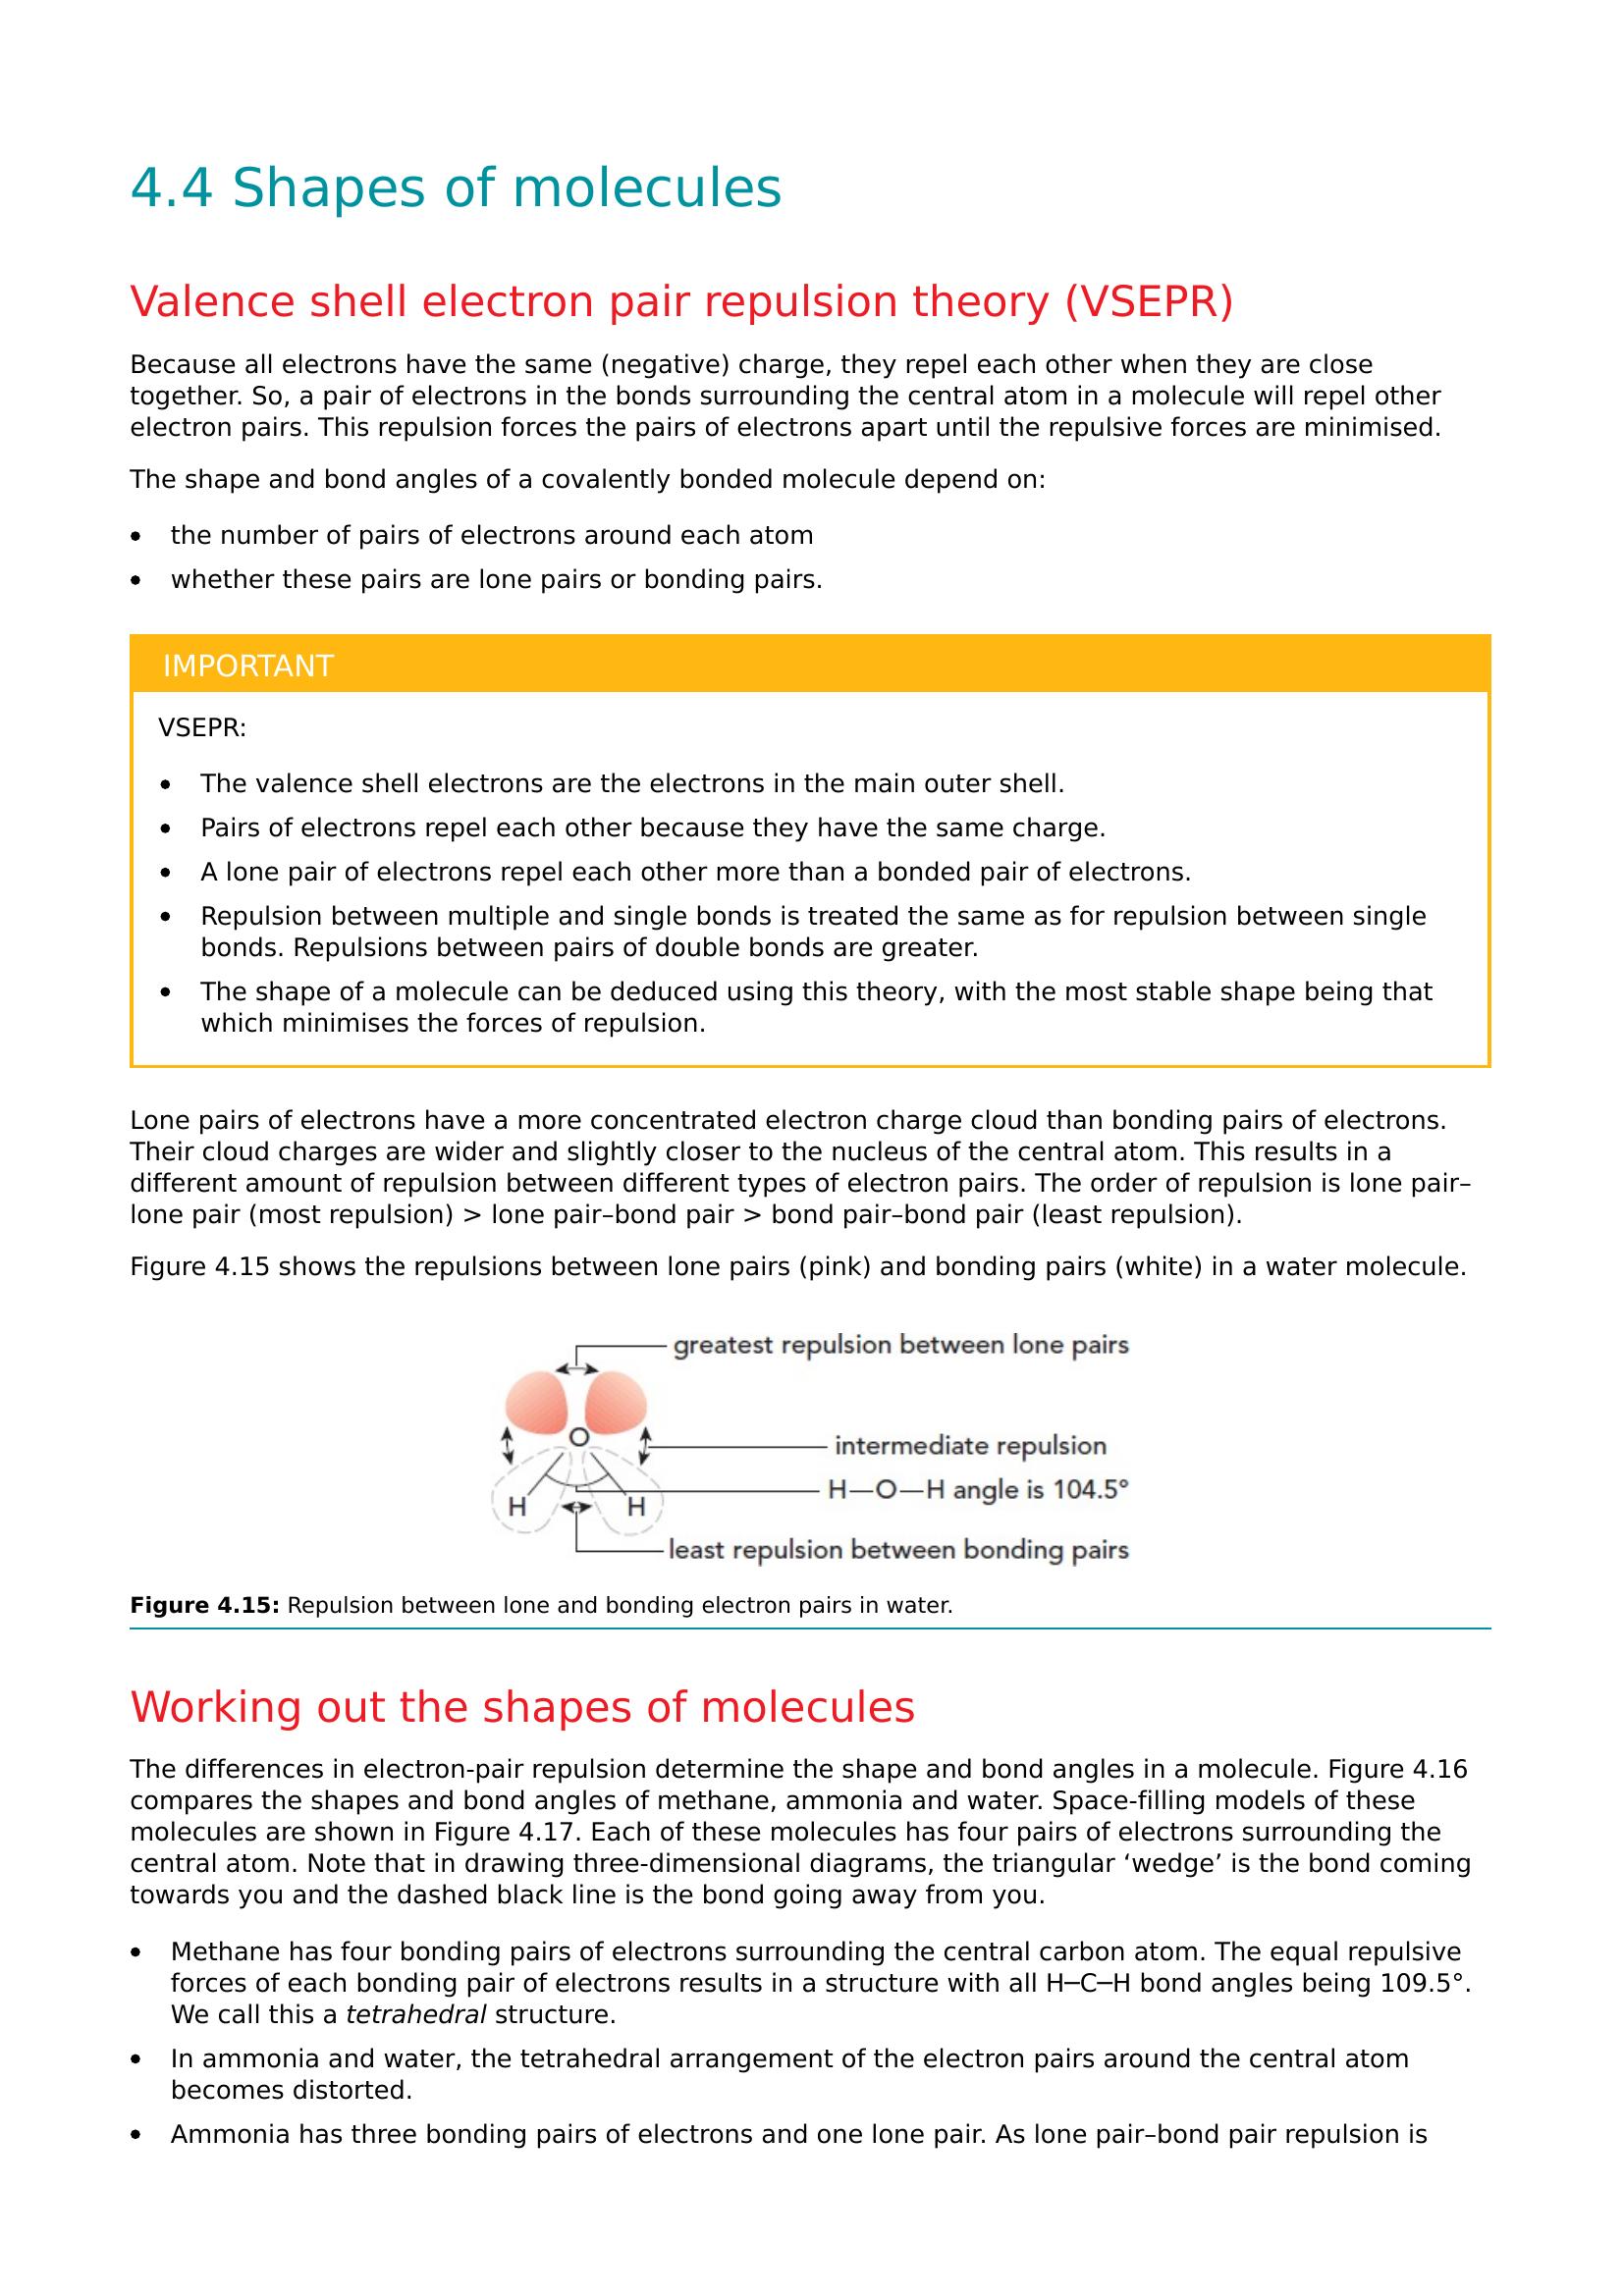 4.4 Shapes of molecules
Valence shell electron pair repulsion theory (VSEPR)
Because all electrons have the same (negative) charge, they repel each other when they are close
together. So, a pair of electrons in the bonds surrounding the central atom in a molecule will repel other
electron pairs. This repulsion forces the pairs of electrons apart until the repulsive forces are minimised.
The shape and bond angles of a covalently bonded molecule depend on:
• the number of pairs of electrons around each atom
• whether these pairs are lone pairs or bonding pairs.
IMPORTANT
VSEPR:
• The valence shell electrons are the electrons in the main outer shell.
• Pairs of electrons repel each other because they have the same charge.
• A lone pair of electrons repel each other more than a bonded pair of electrons.
• Repulsion between multiple and single bonds is treated the same as for repulsion between single
bonds. Repulsions between pairs of double bonds are greater.
• The shape of a molecule can be deduced using this theory, with the most stable shape being that
which minimises the forces of repulsion.
Lone pairs of electrons have a more concentrated electron charge cloud than bonding pairs of electrons.
Their cloud charges are wider and slightly closer to the nucleus of the central atom. This results in a
different amount of repulsion between different types of electron pairs. The order of repulsion is lone pair–
lone pair (most repulsion) > lone pair–bond pair > bond pair–bond pair (least repulsion).
Figure 4.15 shows the repulsions between lone pairs (pink) and bonding pairs (white) in a water molecule.
greatest repulsion between lone pairs
O
intermediate repulsion
H—O—H angle is 104.5°
H H
least repulsion between bonding pairs
Figure 4.15: Repulsion between lone and bonding electron pairs in water.
Working out the shapes of molecules
The differences in electron-pair repulsion determine the shape and bond angles in a molecule. Figure 4.16
compares the shapes and bond angles of methane, ammonia and water. Space-filling models of these
molecules are shown in Figure 4.17. Each of these molecules has four pairs of electrons surrounding the
central atom. Note that in drawing three-dimensional diagrams, the triangular ‘wedge’ is the bond coming
towards you and the dashed black line is the bond going away from you.
• Methane has four bonding pairs of electrons surrounding the central carbon atom. The equal repulsive
forces of each bonding pair of electrons results in a structure with all H─C─H bond angles being 109.5°.
We call this a tetrahedral structure.
• In ammonia and water, the tetrahedral arrangement of the electron pairs around the central atom
becomes distorted.
• Ammonia has three bonding pairs of electrons and one lone pair. As lone pair–bond pair repulsion is